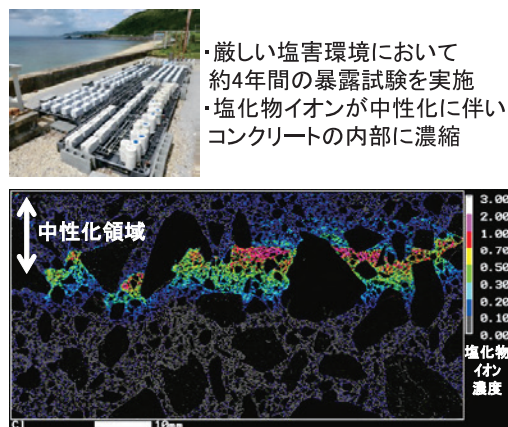 ・厳しい塩害環境において
約4年間の暴露試験を実施
・塩化物イオンが中性化に伴い
コンクリートの内部に濃縮
中性化領域
3.00
2.00
1.00
0.70
0.50
0.30
0.20
0.10
0.00
塩化物
イオン
濃度
Cl
10mm